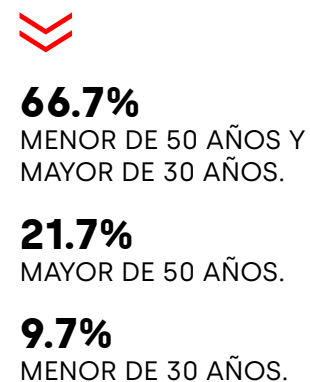 66.7%
MENOR DE 50 AÑOS Y
MAYOR DE 30 AÑOS.
21.7%
MAYOR DE 50 AÑOS.
9.7%
MENOR DE 30 AÑOS.